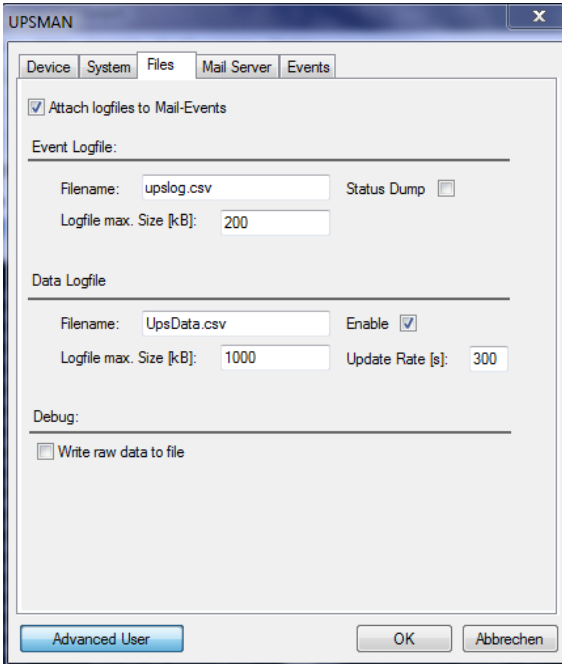 UPSMAN
x
Device System Files Mail Server Events
Attach logfiles to Mail-Events
Event Logfile:
Filename: upslog.csv Status Dump
Logfile max. Size [kB]: 200
Data Logfile
Filename: UpsData.csv Enable
Logfile max. Size [kB]: 1000 Update Rate [s]: 300
Debug:
Write raw data to file
Advanced User OK Abbrechen